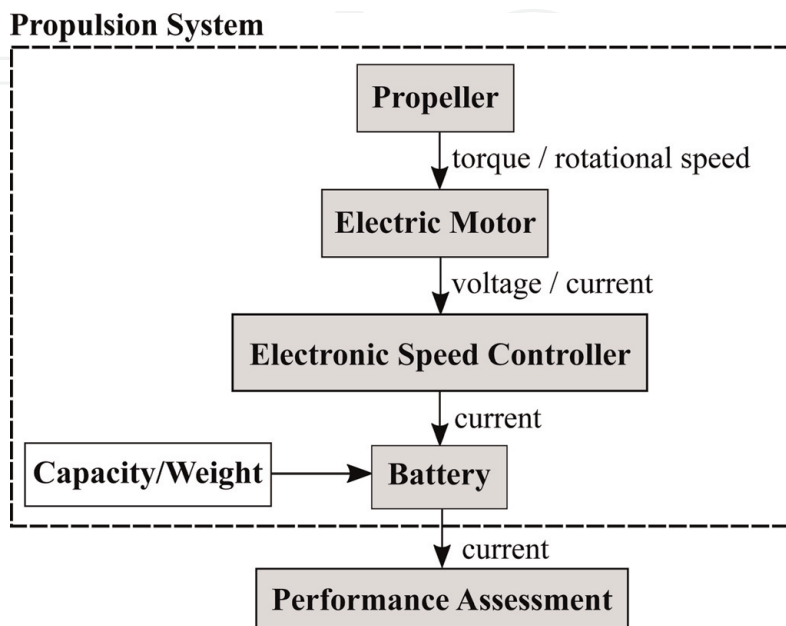 Propulsion System
Propeller
torque / rotational speed
Electric Motor
voltage / current
Electronic Speed Controller
current
Capacity/Weight
Battery
current
Performance Assessment